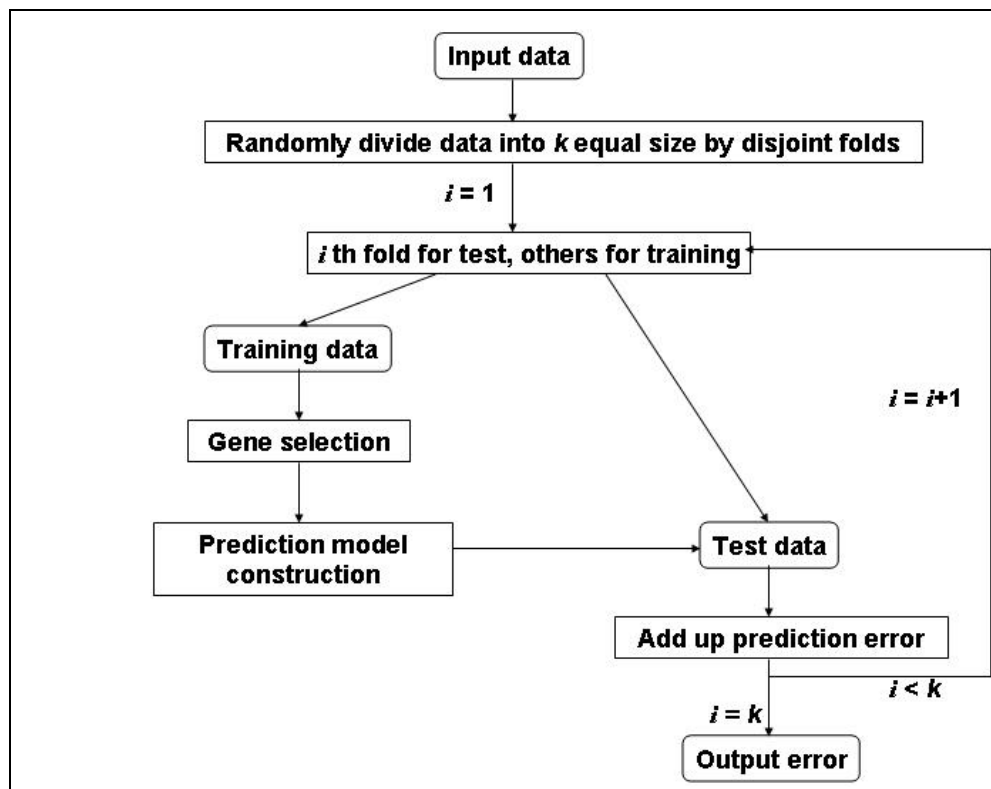 Input data
Randomly divide data into k equal size by disjoint folds
i = 1
i th fold for test, others for training
Training data
i = i+1
Gene selection
Prediction model
construction
Test data
Add up prediction error
i < k
i = k
Output error